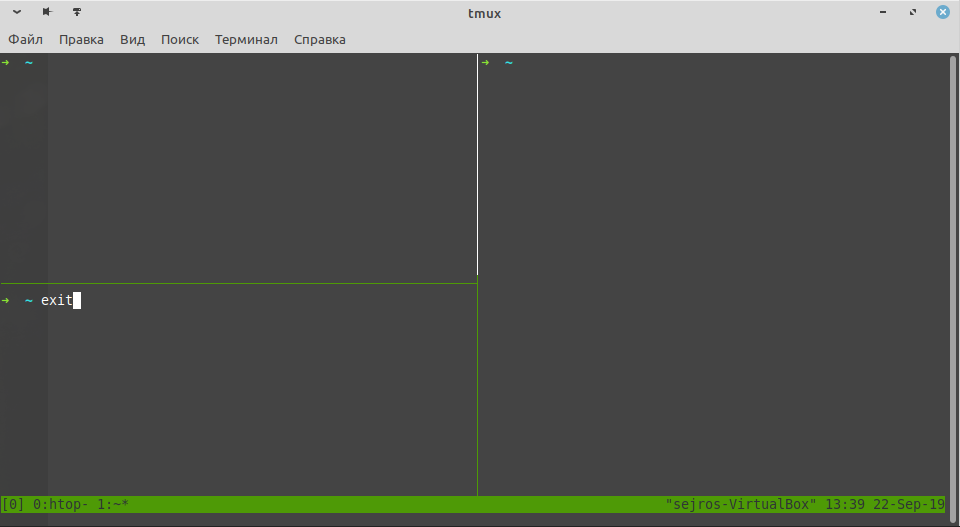 tmux
Файл Правка Вид Поиск Терминал Справка
➜ ~
➜ ~
➜ ~ exit
[0] 0:htop- 1:~* "sejros-VirtualBox" 13:39 22-Sep-19